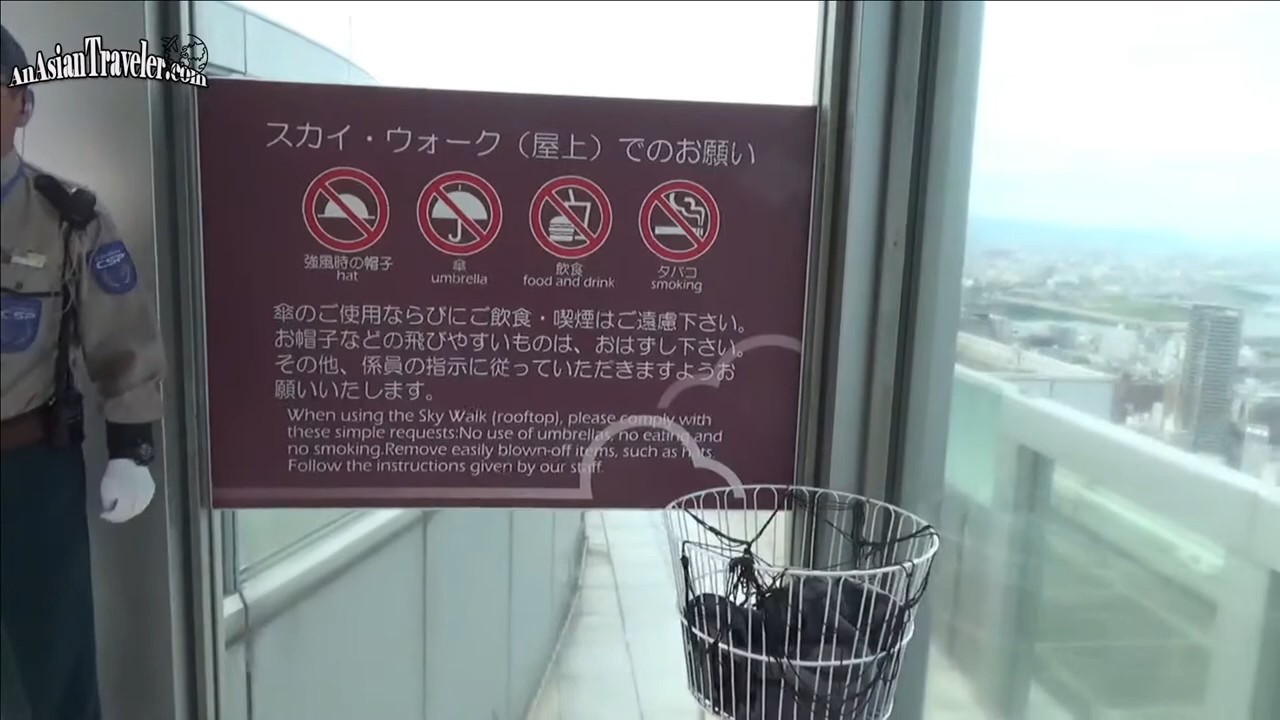 AnAsianTraveler.com
スカイ・ウォーク（屋上）でのお願い
強風時の帽子
hat
傘
umbrella
飲食
food and drink
タバコ
smoking
傘のご使用ならびにご飲食・喫煙はご遠慮下さい。
お帽子などの飛びやすいものは、おはずし下さい。
その他、係員の指示に従っていただきますようお
願いいたします。
When using the Sky Walk (rooftop), please comply with
these simple requests:No use of umbrellas, no eating and
no smoking.Remove easily blown-off items, such as hats.
Follow the instructions given by our staff.
CSP
CSP